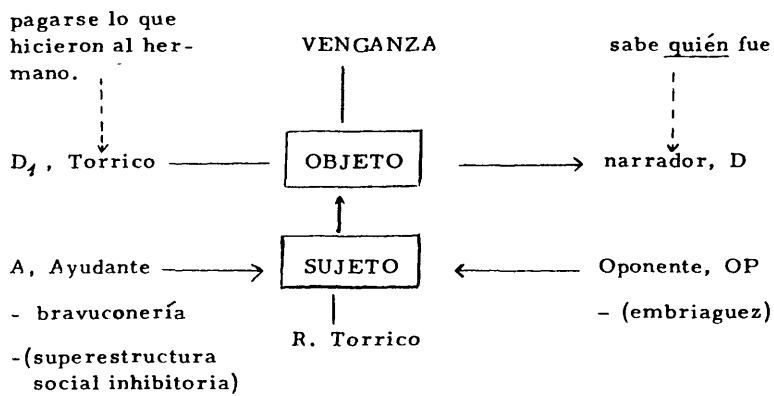 pagarse lo que
hicieron al her-
mano.
VENGANZA
sabe quién fue
D1, Torrico
OBJETO
narrador, D
A, Ayudante
SUJETO
Oponente, OP
- bravuconería
- (embriaguez)
R. Torrico
-(superestructura
social inhibitoria)